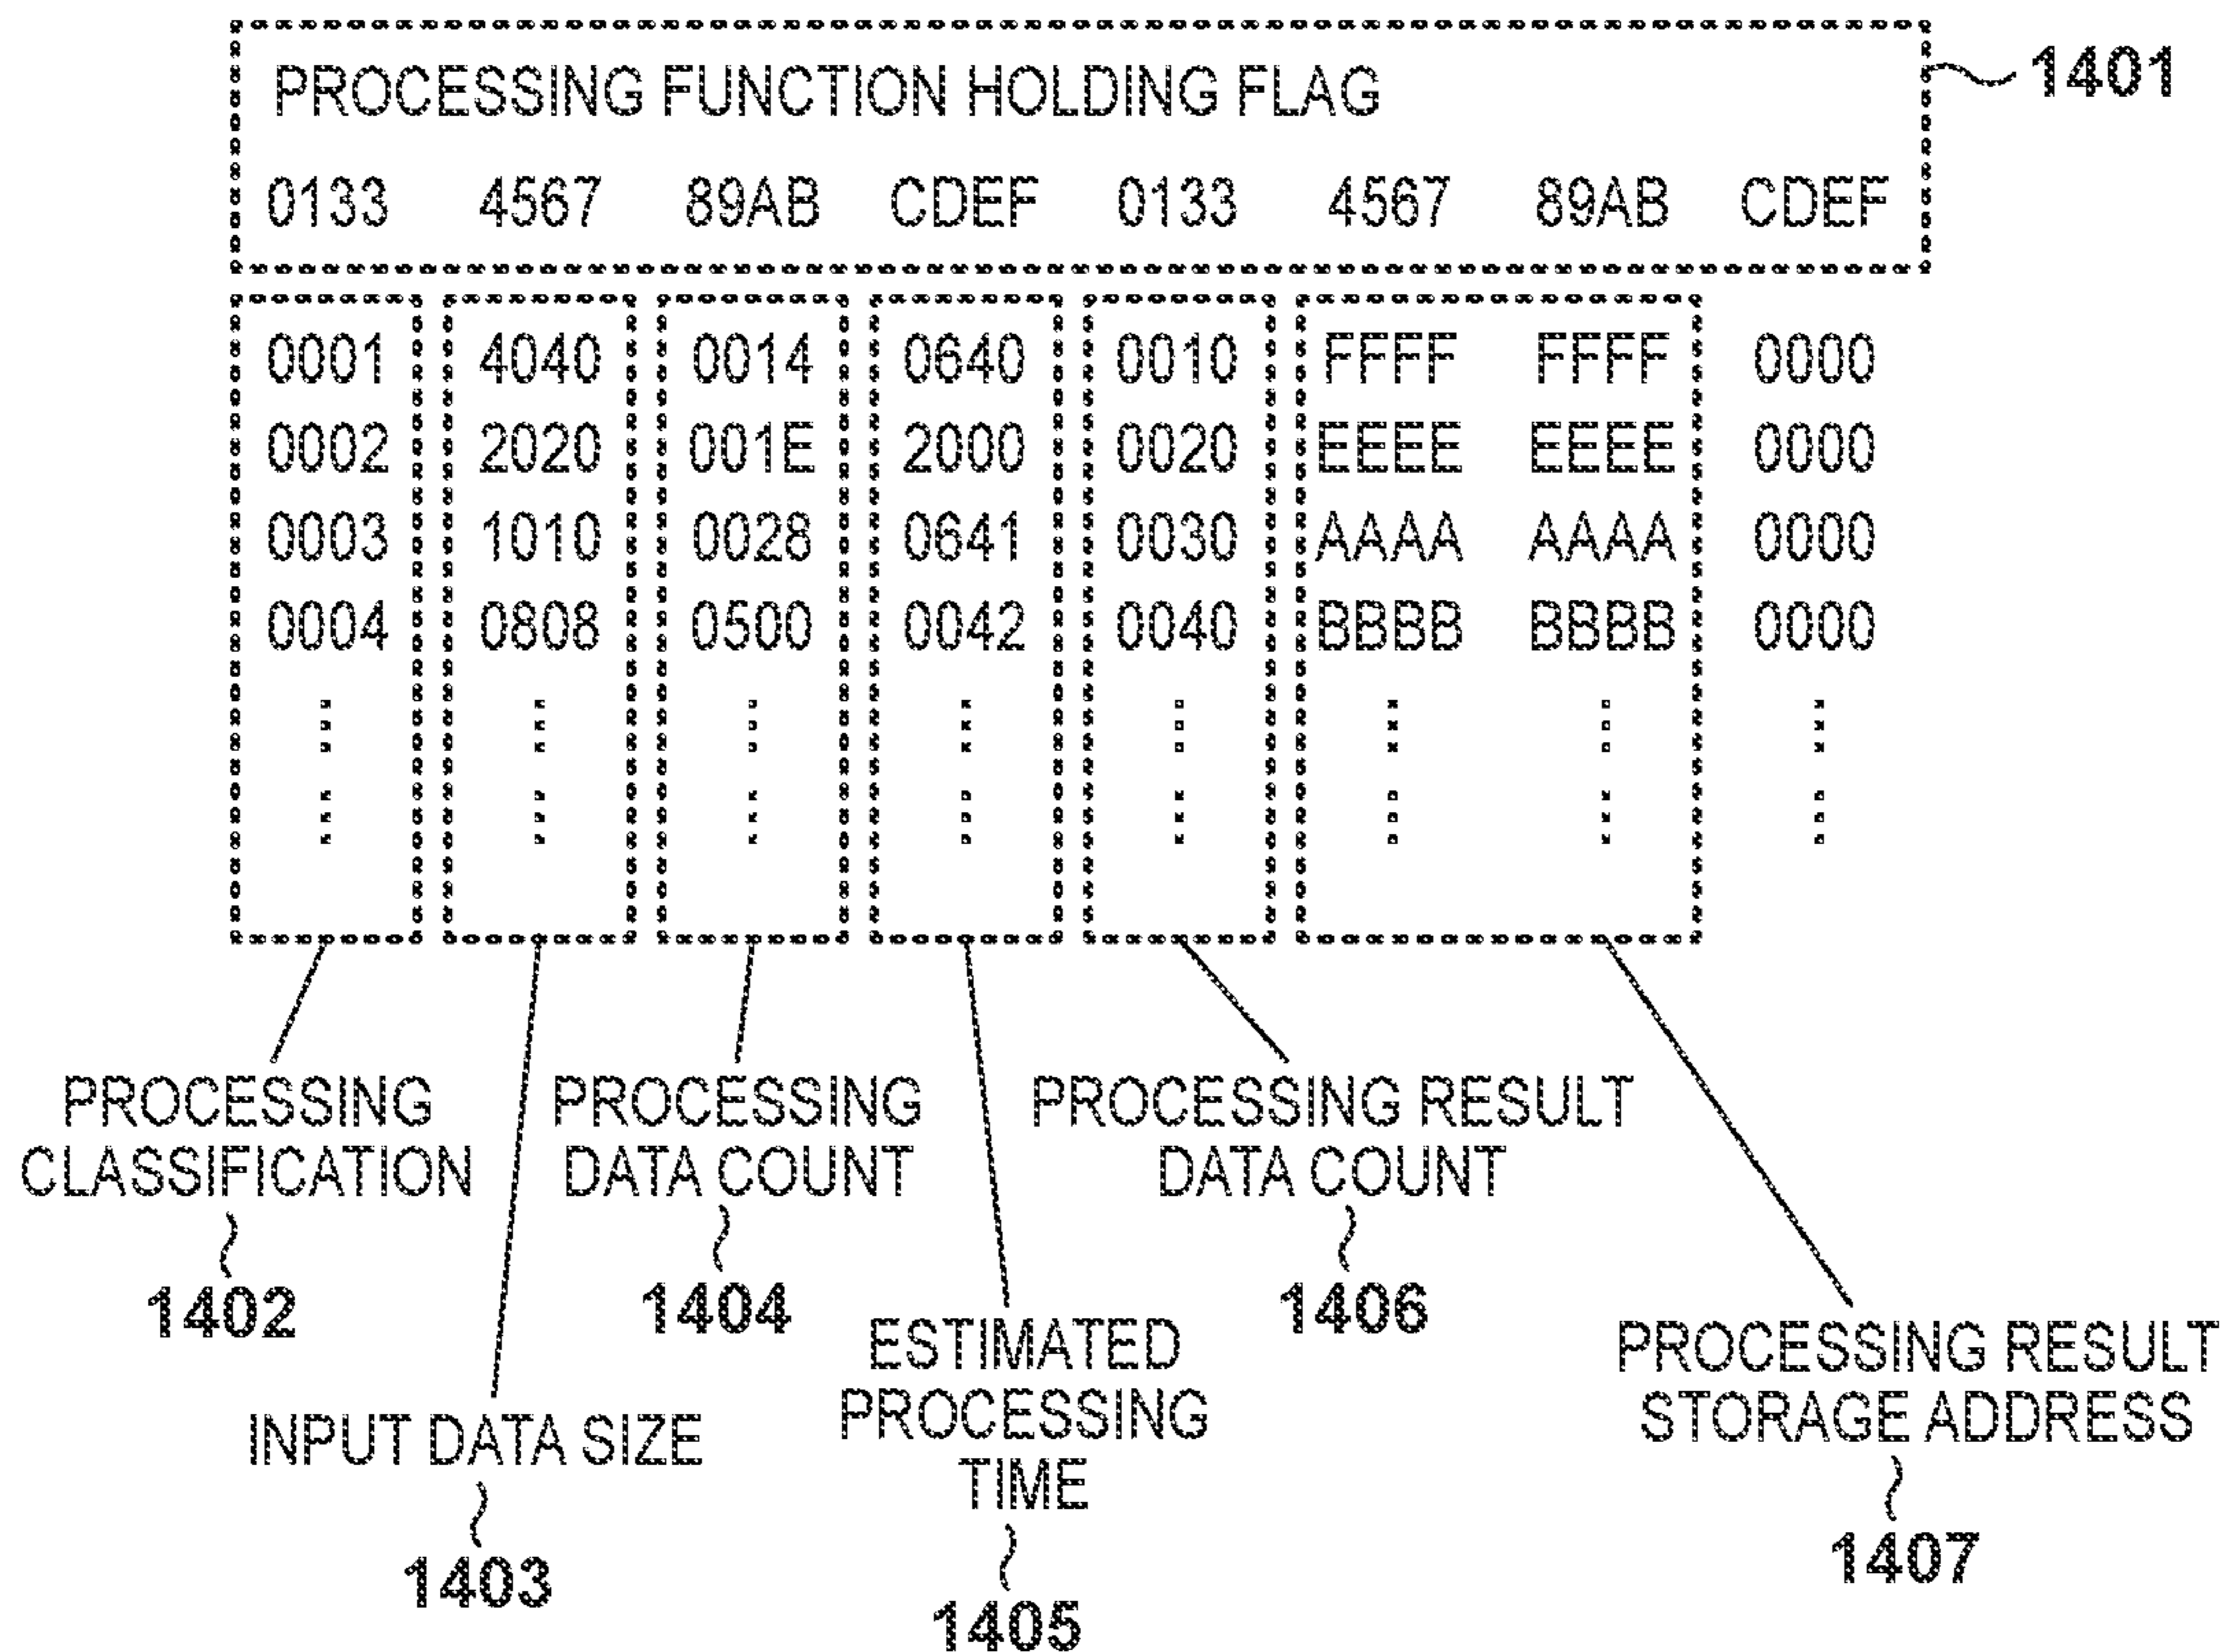 PROCESSING FUNCTION HOLDING FLAG
1401
0133 4567 89AB CDEF 0133 4567 89AB CDEF
0001 4040 0014 0640 0010 FFFF FFFF 0000
0002 2020 001E 2000 0020 EEEE EEEE 0000
0003 1010 0028 0641 0030 AAAA AAAA 0000
0004 0808 0500 0042 0040 BBBB BBBB 0000
PROCESSING
CLASSIFICATION
1402
INPUT DATA SIZE
1403
PROCESSING
DATA COUNT
1404
ESTIMATED
PROCESSING
TIME
1405
PROCESSING RESULT
DATA COUNT
1406
PROCESSING RESULT
STORAGE ADDRESS
1407